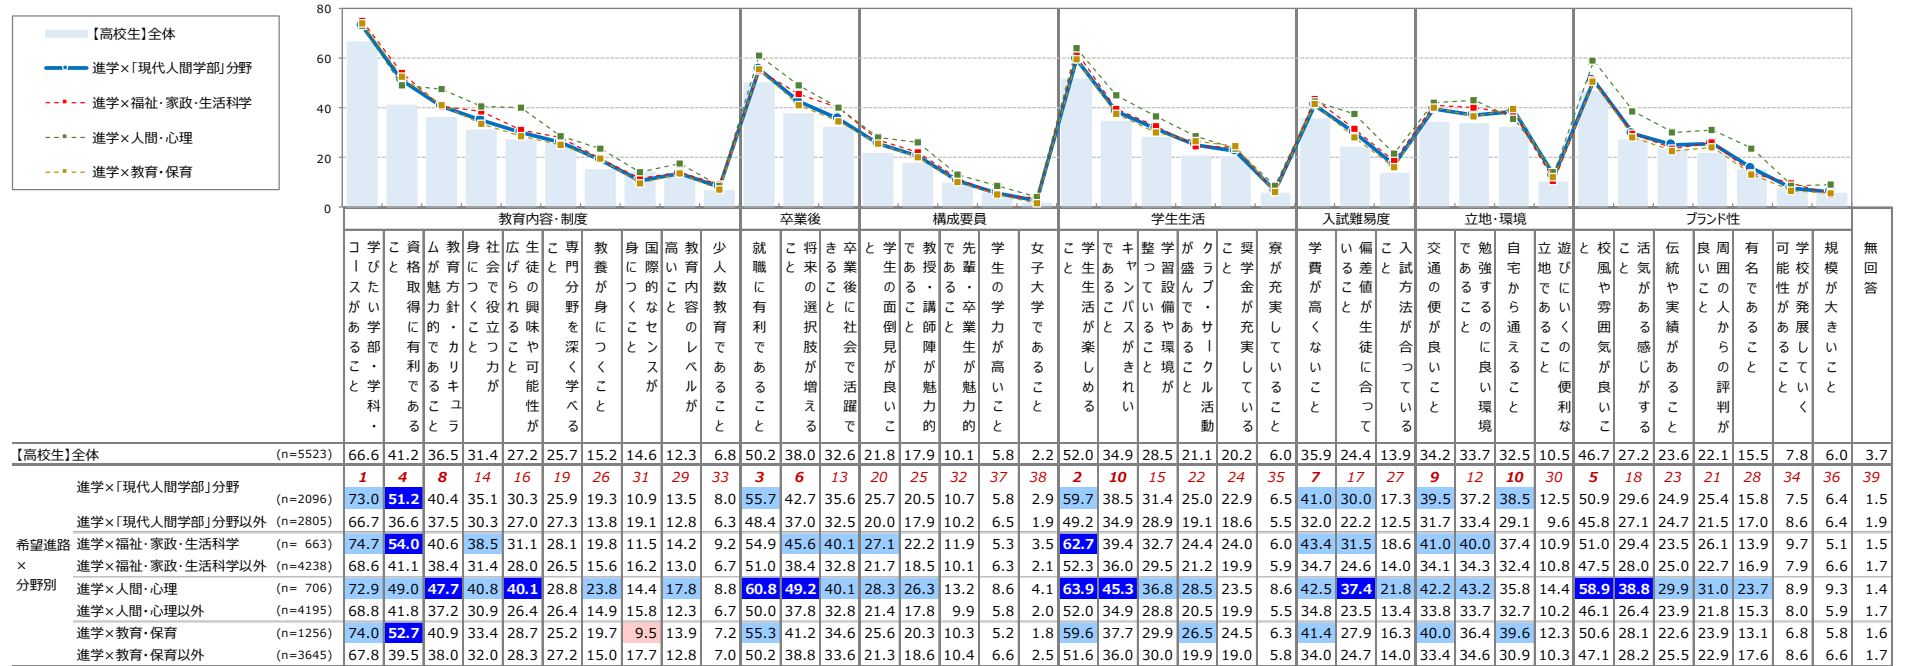 80
60
40
20
0
【高校生】全体
進学×「現代人間学部」分野
進学×福祉・家政・生活科学
進学×人間・心理
進学×教育・保育
教育内容・制度 卒業後 構成要員 学生生活 入試難易度 立地・環境 ブランド性
学びたい学部・学科・コースがあること
資格取得に有利であること
教育方針・カリキュラムが魅力的であること
社会で役立つ力が身につくこと
生徒の興味や可能性が広げられること
専門分野を深く学べること
教養が身につくこと
国際的なセンスが身につくこと
教育内容のレベルが高いこと
少人数教育であること
就職に有利であること
将来の選択肢が増えること
卒業後に社会で活躍できること
学生の面倒見が良いこと
教授・講師陣が魅力的であること
先輩・卒業生が魅力的であること
学生の学力が高いこと
女子大学であること
学生生活が楽しめること
キャンパスがきれいであること
学習設備や環境が整っていること
クラブ・サークル活動が盛んであること
奨学金が充実していること
寮が充実していること
学費が高くないこと
偏差値が生徒に合っていること
入試方法が合っていること
交通の便が良いこと
勉強するのに良い環境であること
自宅から通えること
遊びにいくのに便利な立地であること
校風や雰囲気が良いこと
活気がある感じがすること
伝統や実績があること
周囲の人からの評判が良いこと
有名であること
学校が発展していく可能性があること
規模が大きいこと
無回答
【高校生】全体 (n=5523) 66.6 41.2 36.5 31.4 27.2 25.7 15.2 14.6 12.3 6.8 50.2 38.0 32.6 21.8 17.9 10.1 5.8 2.2 52.0 34.9 28.5 21.1 20.2 6.0 35.9 24.4 13.9 34.2 33.7 32.5 10.5 46.7 27.2 23.6 22.1 15.5 7.8 6.0 3.7
1 4 8 14 16 19 26 31 29 33 3 6 13 20 25 32 37 38 2 10 15 22 24 35 7 17 27 9 12 10 30 5 18 23 21 28 34 36 39
進学×「現代人間学部」分野 (n=2096) 73.0 51.2 40.4 35.1 30.3 25.9 19.3 10.9 13.5 8.0 55.7 42.7 35.6 25.7 20.5 10.7 5.8 2.9 59.7 38.5 31.4 25.0 22.9 6.5 41.0 30.0 17.3 39.5 37.2 38.5 12.5 50.9 29.6 24.9 25.4 15.8 7.5 6.4 1.5
進学×「現代人間学部」分野以外 (n=2805) 66.7 36.6 37.5 30.3 27.0 27.3 13.8 19.1 12.8 6.3 48.4 37.0 32.5 20.0 17.9 10.2 6.5 1.9 49.2 34.9 28.9 19.1 18.6 5.5 32.0 22.2 12.5 31.7 33.4 29.1 9.6 45.8 27.1 24.7 21.5 17.0 8.6 6.4 1.9
希望進路×分野別
進学×福祉・家政・生活科学 (n= 663) 74.7 54.0 40.6 38.5 31.1 28.1 19.8 11.5 14.2 9.2 54.9 45.6 40.1 27.1 22.2 11.9 5.3 3.5 62.7 39.4 32.7 24.4 24.0 6.0 43.4 31.5 18.6 41.0 40.0 37.4 10.9 51.0 29.4 23.5 26.1 13.9 9.7 5.1 1.5
進学×福祉・家政・生活科学以外 (n=4238) 68.6 41.1 38.4 31.4 28.0 26.5 15.6 16.2 13.0 6.7 51.0 38.4 32.8 21.7 18.5 10.1 6.3 2.1 52.3 36.0 29.5 21.2 19.9 5.9 34.7 24.6 14.0 34.1 34.3 32.4 10.8 47.5 28.0 25.0 22.7 16.9 7.9 6.6 1.7
進学×人間・心理 (n= 706) 72.9 49.0 47.7 40.8 40.1 28.8 23.8 14.4 17.8 8.8 60.8 49.2 40.1 28.3 26.3 13.2 8.6 4.1 63.9 45.3 36.8 28.5 23.5 8.6 42.5 37.4 21.8 42.2 43.2 35.8 14.4 58.9 38.8 29.9 31.0 23.7 8.9 9.3 1.4
進学×人間・心理以外 (n=4195) 68.8 41.8 37.2 30.9 26.4 26.4 14.9 15.8 12.3 6.7 50.0 37.8 32.8 21.4 17.8 9.9 5.8 2.0 52.0 34.9 28.8 20.5 19.9 5.5 34.8 23.5 13.4 33.8 33.7 32.7 10.2 46.1 26.4 23.9 21.8 15.3 8.0 5.9 1.7
進学×教育・保育 (n=1256) 74.0 52.7 40.9 33.4 28.7 25.2 19.7 9.5 13.9 7.2 55.3 41.2 34.6 25.6 20.3 10.3 5.2 1.8 59.6 37.7 29.9 26.5 24.5 6.3 41.4 27.9 16.3 40.0 36.4 39.6 12.3 50.6 28.1 22.6 23.9 13.1 6.8 5.8 1.6
進学×教育・保育以外 (n=3645) 67.8 39.5 38.0 32.0 28.3 27.2 15.0 17.7 12.8 7.0 50.2 38.8 33.6 21.3 18.6 10.4 6.6 2.5 51.6 36.0 30.0 19.9 19.0 5.8 34.0 24.7 14.0 33.4 34.6 30.9 10.3 47.1 28.2 25.5 22.9 17.6 8.6 6.6 1.7